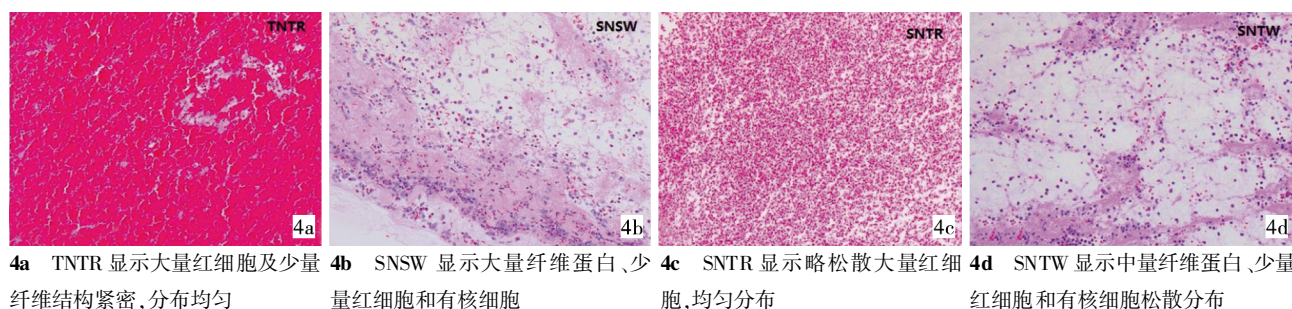 TNTR
SNSW
SNTR
SNTW
4a
4b
4c
4d
4a TNTR 显示大量红细胞及少量
纤维结构紧密,分布均匀
4b SNSW 显示大量纤维蛋白、少
量红细胞和有核细胞
4c SNTR 显示略松散大量红细
胞,均匀分布
4d SNTW 显示中量纤维蛋白、少量
红细胞和有核细胞松散分布